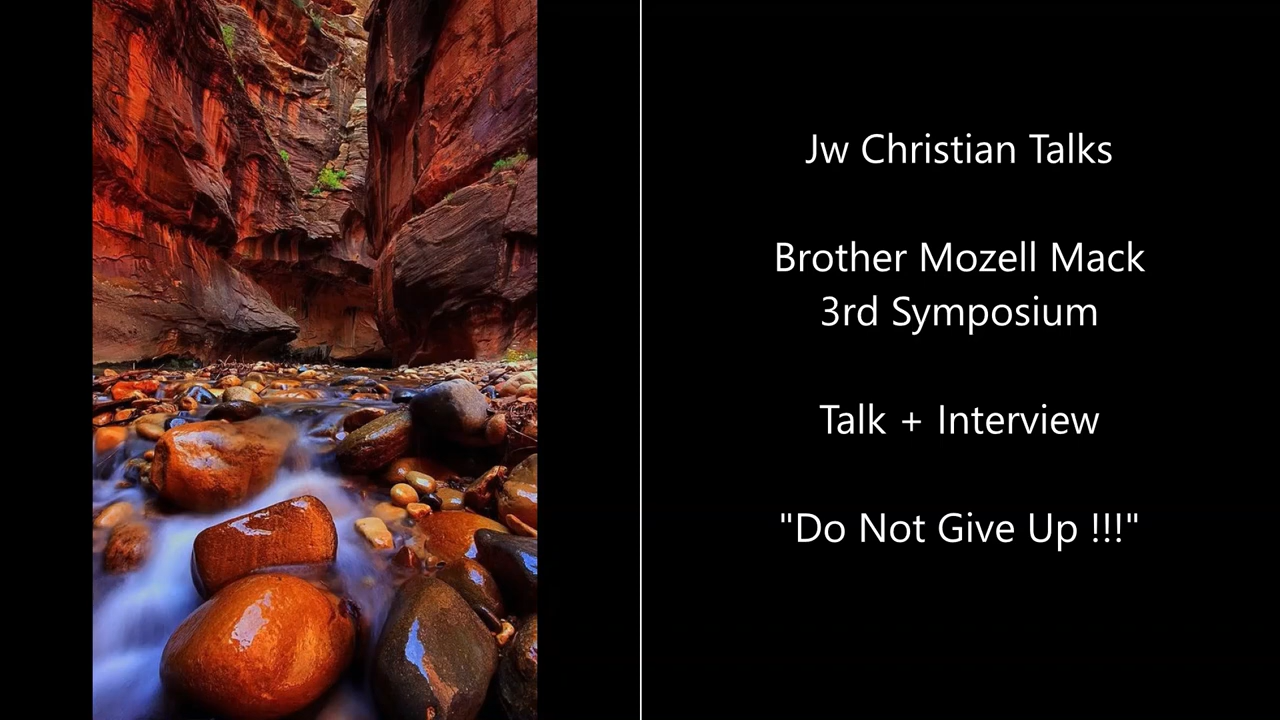 Jw Christian Talks
Brother Mozell Mack
3rd Symposium
Talk + Interview
"Do Not Give Up !!!"